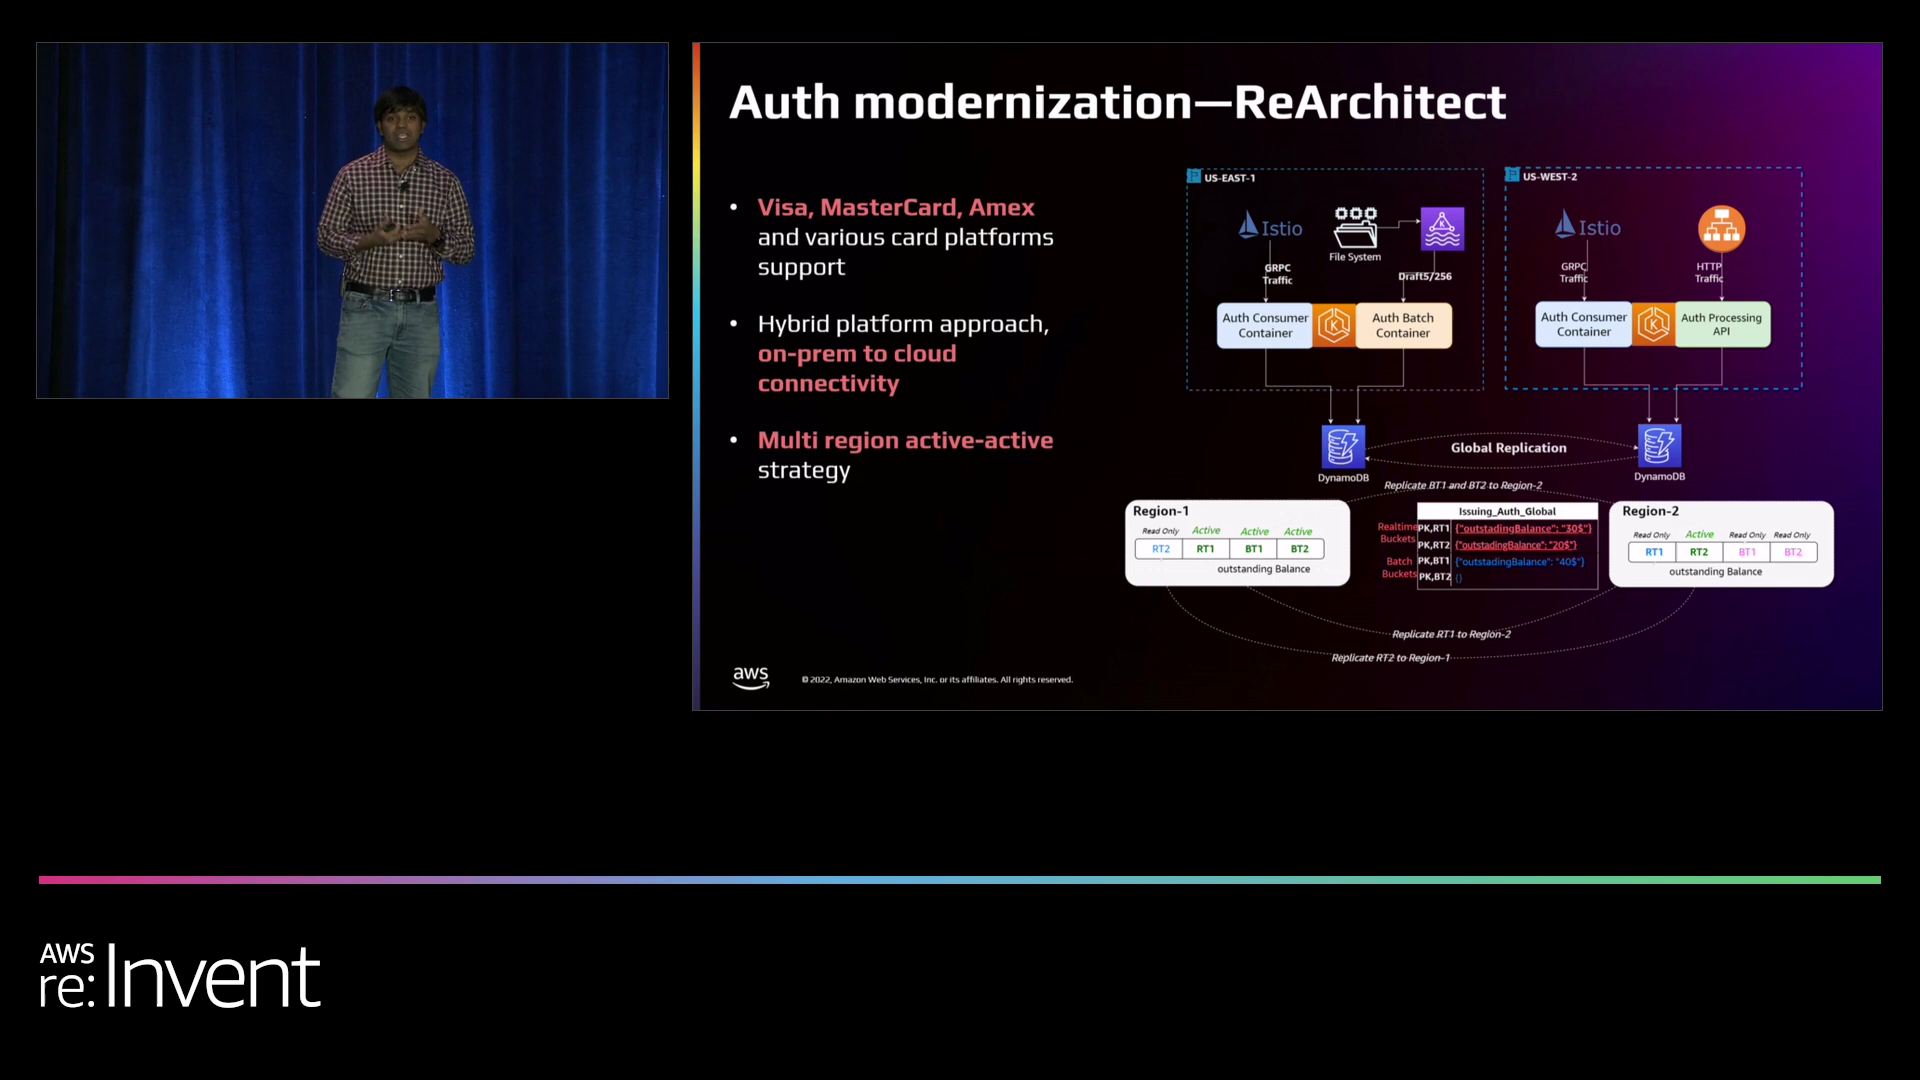 Auth modernization—ReArchitect
• Visa, MasterCard, Amex
and various card platforms
support
• Hybrid platform approach,
on-prem to cloud
connectivity
• Multi region active-active
strategy
US-EAST-1
Istio
File System
GRPC
Traffic
Draft5/256
Auth Consumer
Container
Auth Batch
Container
US-WEST-2
Istio
GRPC
Traffic
HTTP
Traffic
Auth Consumer
Container
Auth Processing
API
DynamoDB
Global Replication
DynamoDB
Replicate BT1 and BT2 to Region-2
Region-1
Read Only Active Active Active
RT2 RT1 BT1 BT2
outstanding Balance
Issuing_Auth_Global
Realtime
Buckets
PK,RT1 {"outstadingBalance": "30$"}
PK,RT2 {"outstadingBalance": "20$"}
Batch
Buckets
PK,BT1 {"outstadingBalance": "40$"}
PK,BT2 {}
Region-2
Read Only Active Read Only Read Only
RT1 RT2 BT1 BT2
outstanding Balance
Replicate RT1 to Region-2
Replicate RT2 to Region-1
aws
© 2022, Amazon Web Services, Inc. or its affiliates. All rights reserved.
AWS
re:Invent